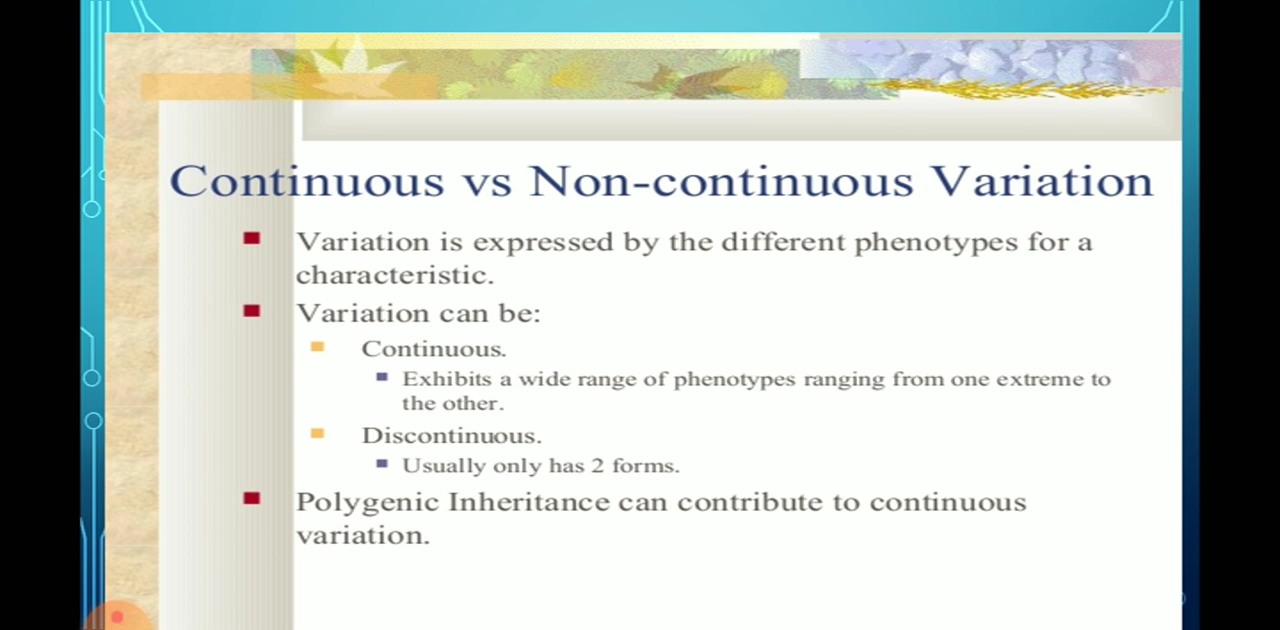 Continuous vs Non-continuous Variation
Variation is expressed by the different phenotypes for a
characteristic.
Variation can be:
Continuous.
Exhibits a wide range of phenotypes ranging from one extreme to
the other.
Discontinuous.
Usually only has 2 forms.
Polygenic Inheritance can contribute to continuous
variation.